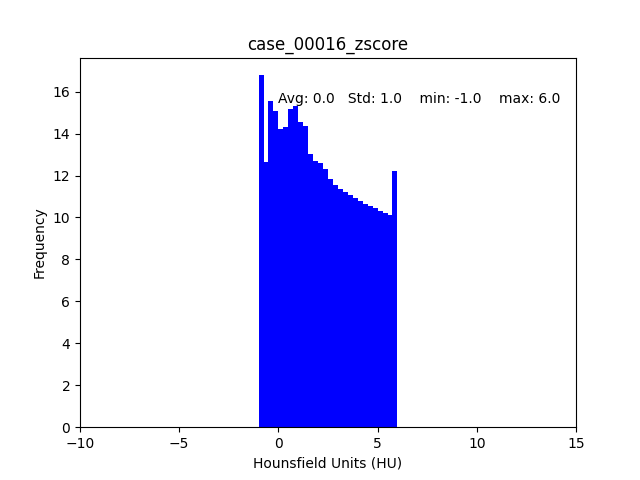 case_00016_zscore
Avg: 0.0 Std: 1.0 min: -1.0 max: 6.0
16
14
12
10
8
6
4
2
0
Frequency
−10 −5 0 5 10 15
Hounsfield Units (HU)